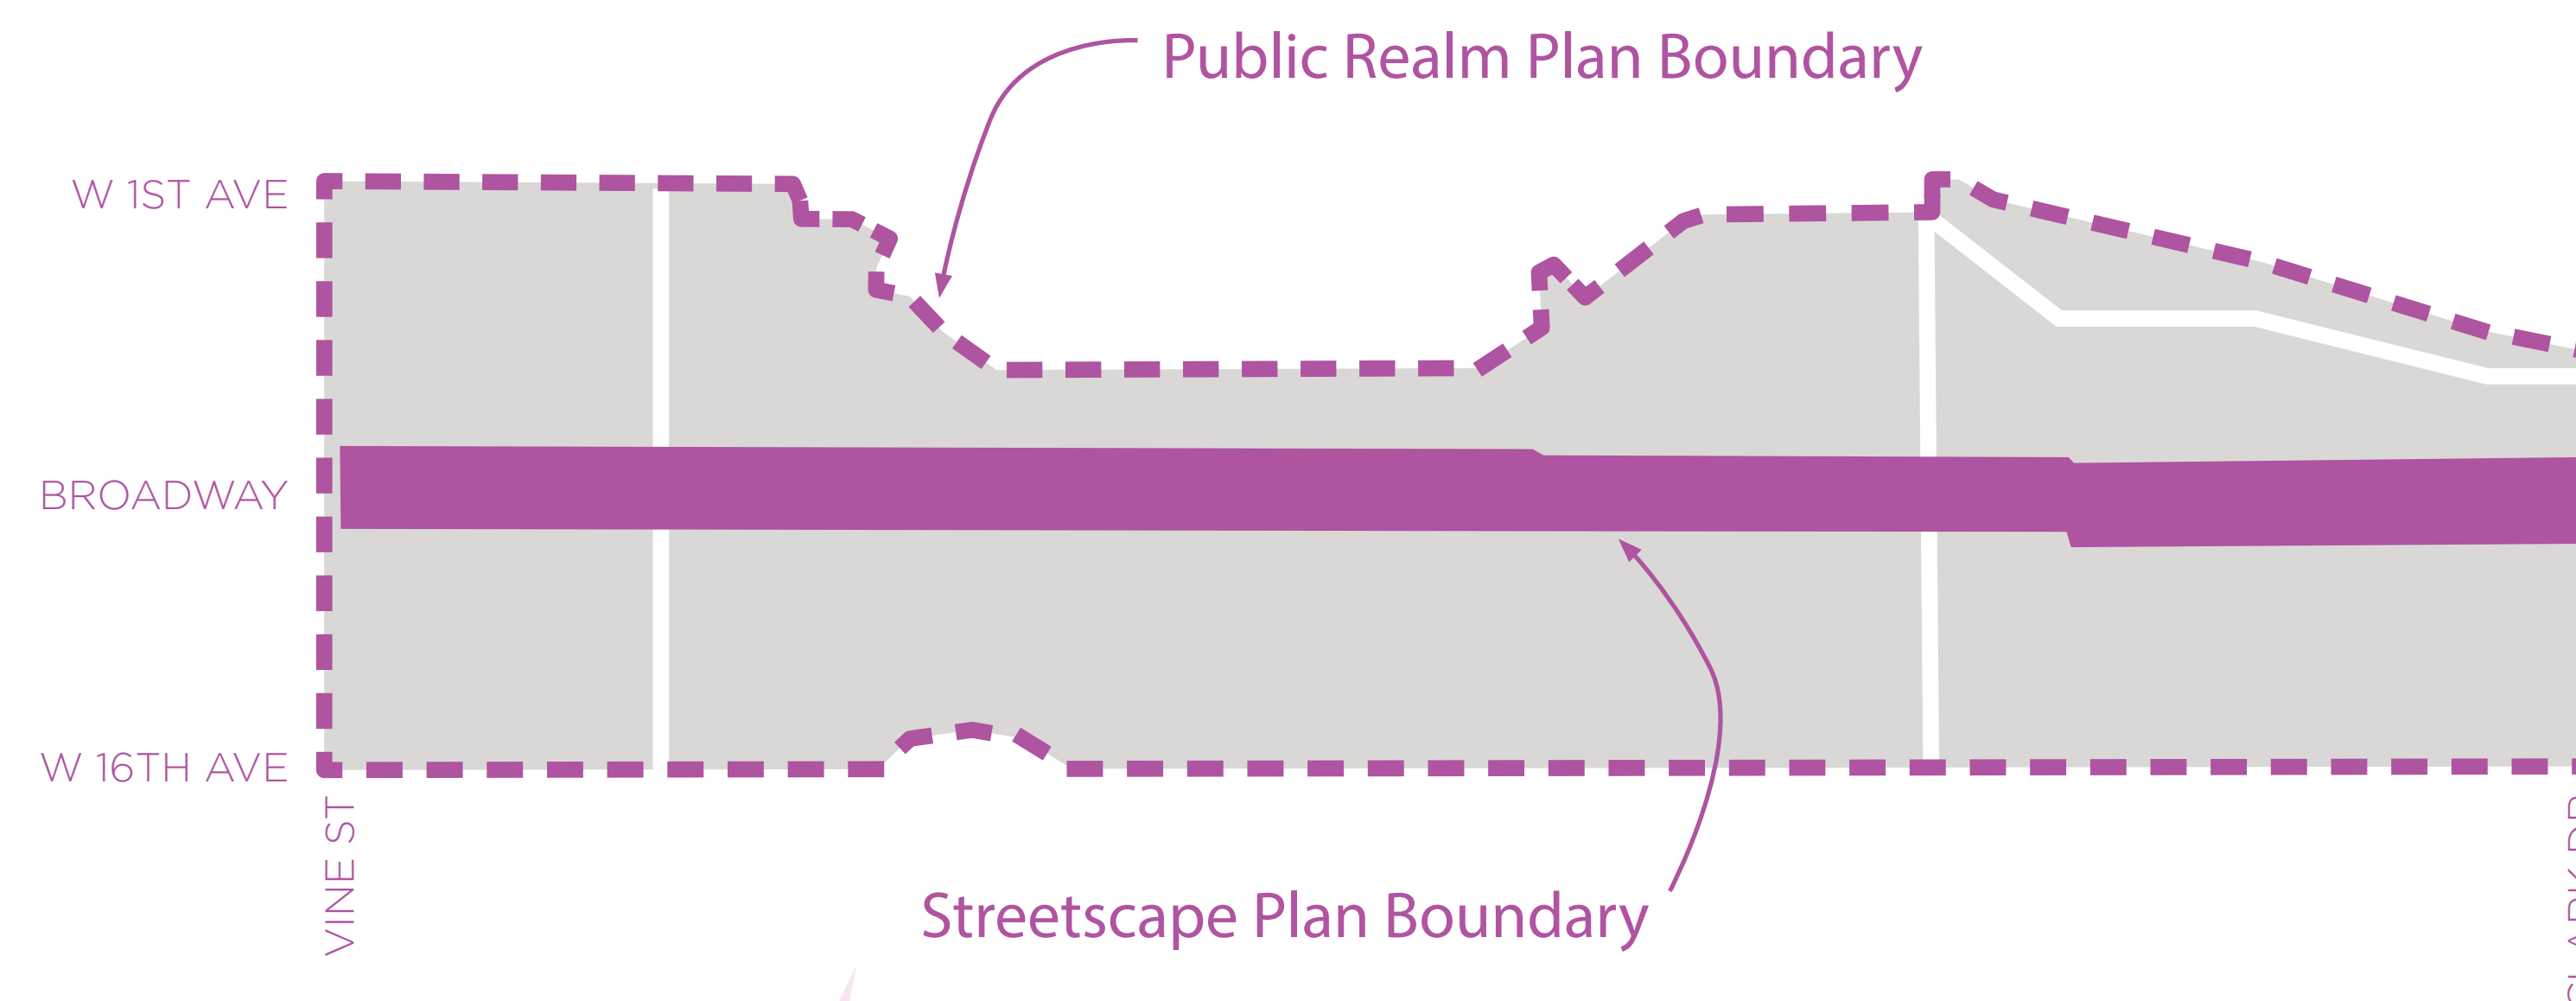 Public Realm Plan Boundary
W 1ST AVE
BROADWAY
W 16TH AVE
VINE ST
Streetscape Plan Boundary